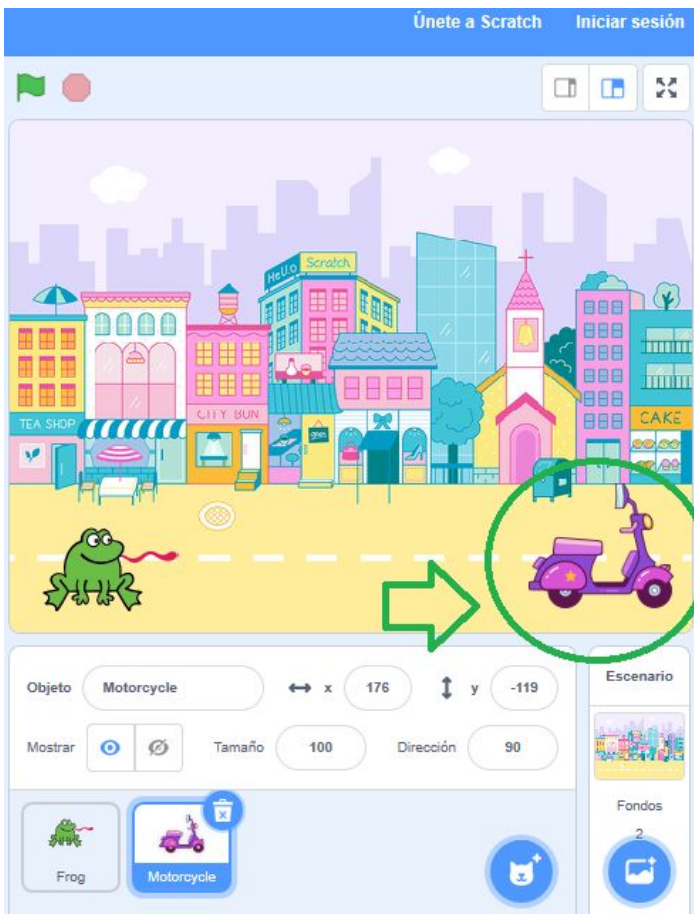 Únete a Scratch Iniciar sesión
Hello Scratch
TEA SHOP
CITY BUN
open
CAKE
Objeto Motorcycle x 176 y -119
Mostrar Tamaño 100 Dirección 90
Escenario
Fondos
2
Frog
Motorcycle